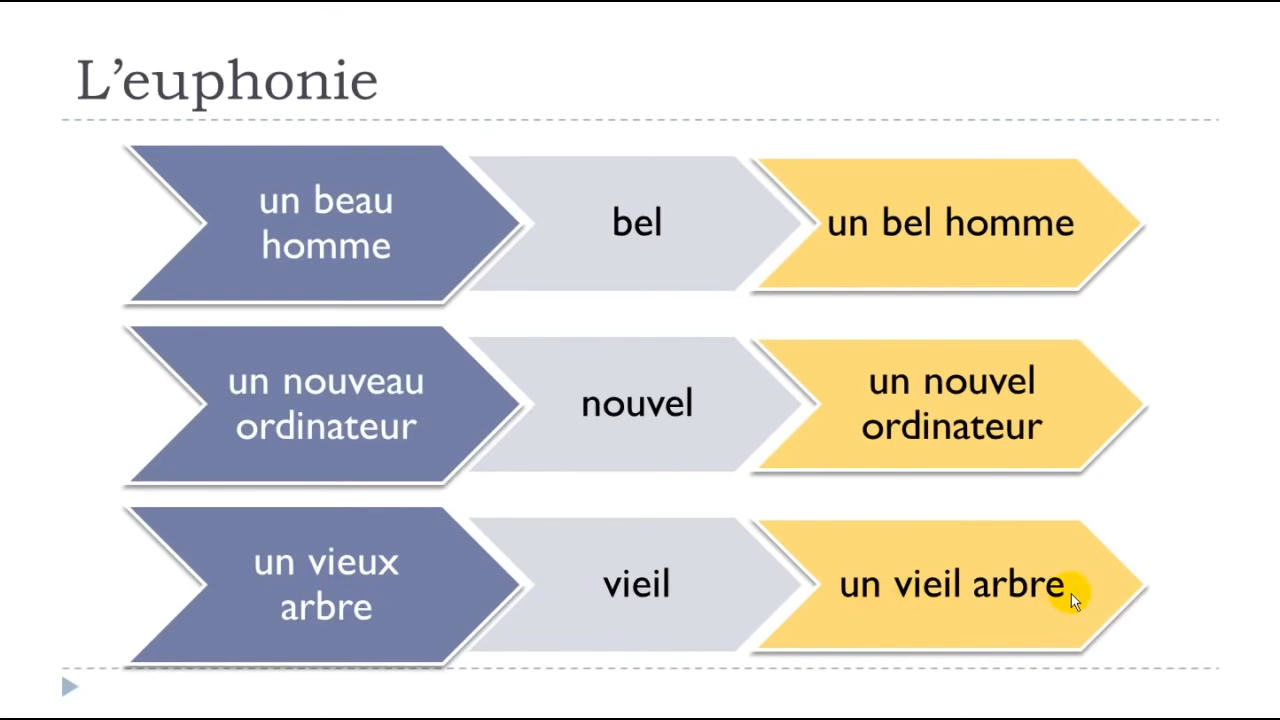 L’euphonie
un beau
homme
bel
un bel homme
un nouveau
ordinateur
nouvel
un nouvel
ordinateur
un vieux
arbre
vieil
un vieil arbre